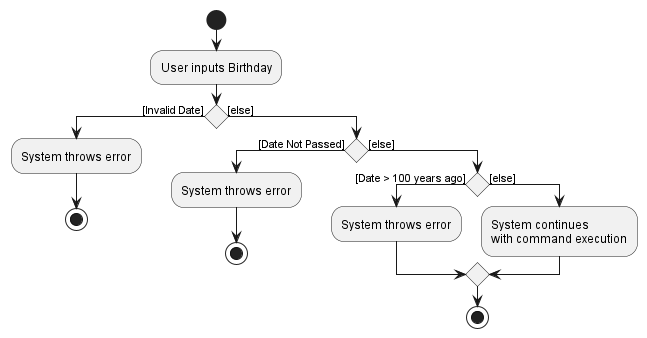 User inputs Birthday
[Invalid Date]
[else]
System throws error
[Date Not Passed]
[else]
System throws error
[Date > 100 years ago]
[else]
System throws error
System continues
with command execution